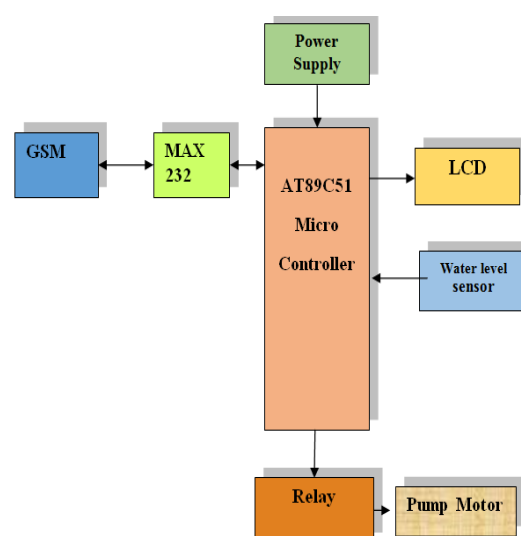 Power
Supply
GSM
MAX
232
AT89C51
Micro
Controller
LCD
Water level
sensor
Relay
Pump Motor